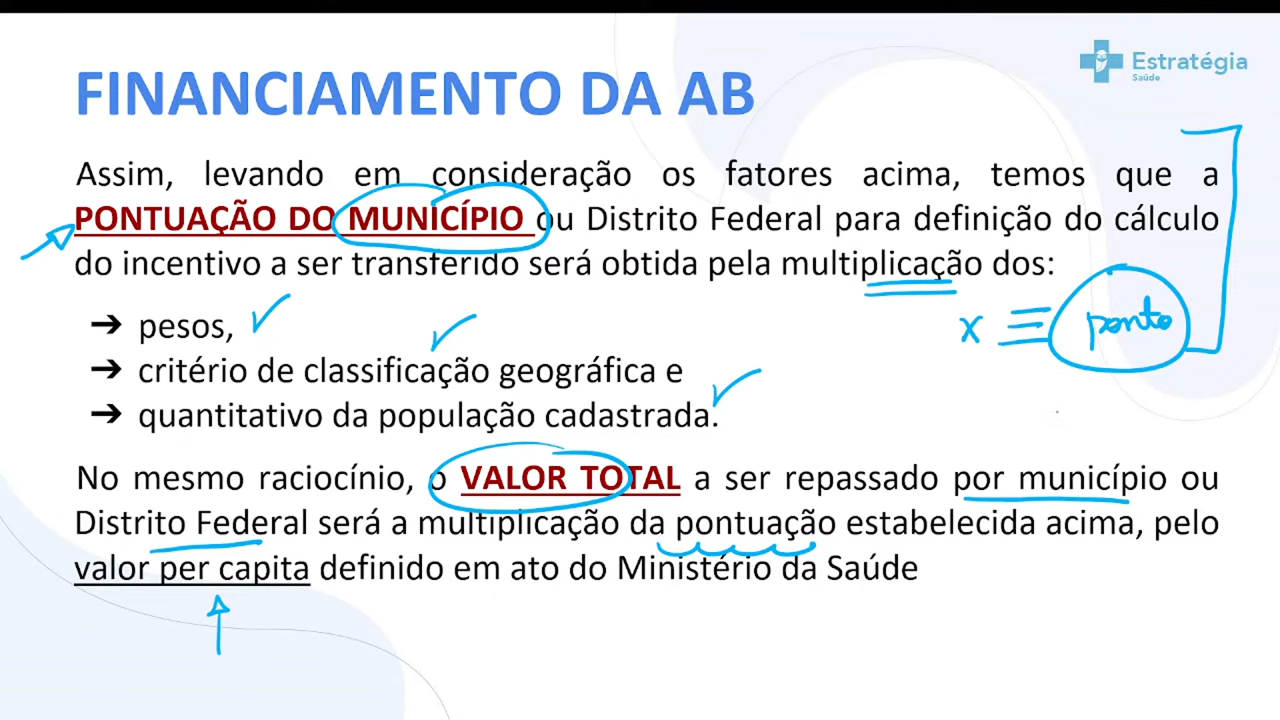 Estratégia
Saúde
FINANCIAMENTO DA AB
Assim, levando em consideração os fatores acima, temos que a
PONTUAÇÃO DO MUNICÍPIO ou Distrito Federal para definição do cálculo
do incentivo a ser transferido será obtida pela multiplicação dos:
➔ pesos,
➔ critério de classificação geográfica e
➔ quantitativo da população cadastrada.
x ponto
No mesmo raciocínio, o VALOR TOTAL a ser repassado por município ou
Distrito Federal será a multiplicação da pontuação estabelecida acima, pelo
valor per capita definido em ato do Ministério da Saúde